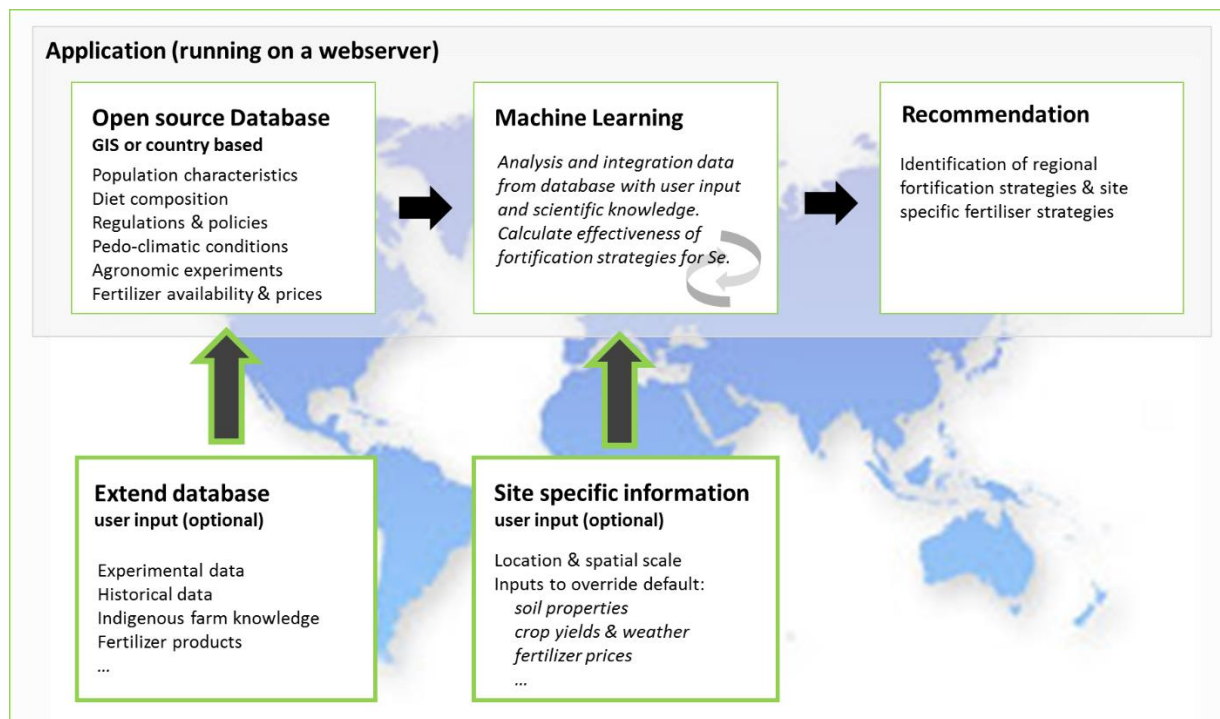 Application (running on a webserver)
Open source Database
GIS or country based
Population characteristics
Diet composition
Regulations & policies
Pedo-climatic conditions
Agronomic experiments
Fertilizer availability & prices
Machine Learning
Analysis and integration data
from database with user input
and scientific knowledge.
Calculate effectiveness of
fortification strategies for Se.
Recommendation
Identification of regional
fortification strategies & site
specific fertiliser strategies
Extend database
user input (optional)
Experimental data
Historical data
Indigenous farm knowledge
Fertilizer products
...
Site specific information
user input (optional)
Location & spatial scale
Inputs to override default:
soil properties
crop yields & weather
fertilizer prices
...